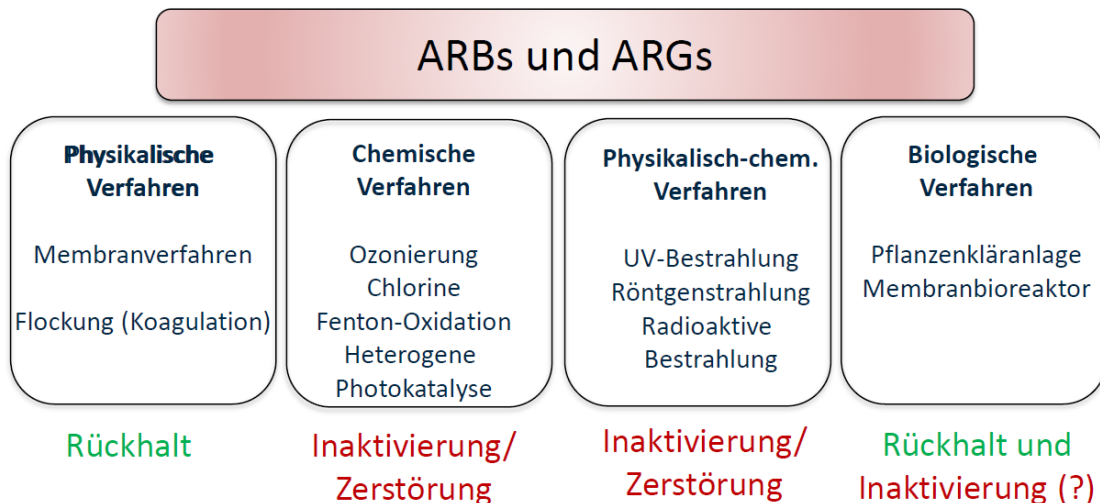 ARBs und ARGs
Physikalische
Verfahren
Membranverfahren
Flockung (Koagulation)
Rückhalt
Chemische
Verfahren
Ozonierung
Chlorine
Fenton-Oxidation
Heterogene
Photokatalyse
Inaktivierung/
Zerstörung
Physikalisch-chem.
Verfahren
UV-Bestrahlung
Röntgenstrahlung
Radioaktive
Bestrahlung
Inaktivierung/
Zerstörung
Biologische
Verfahren
Pflanzenkläranlage
Membranbioreaktor
Rückhalt und
Inaktivierung (?)